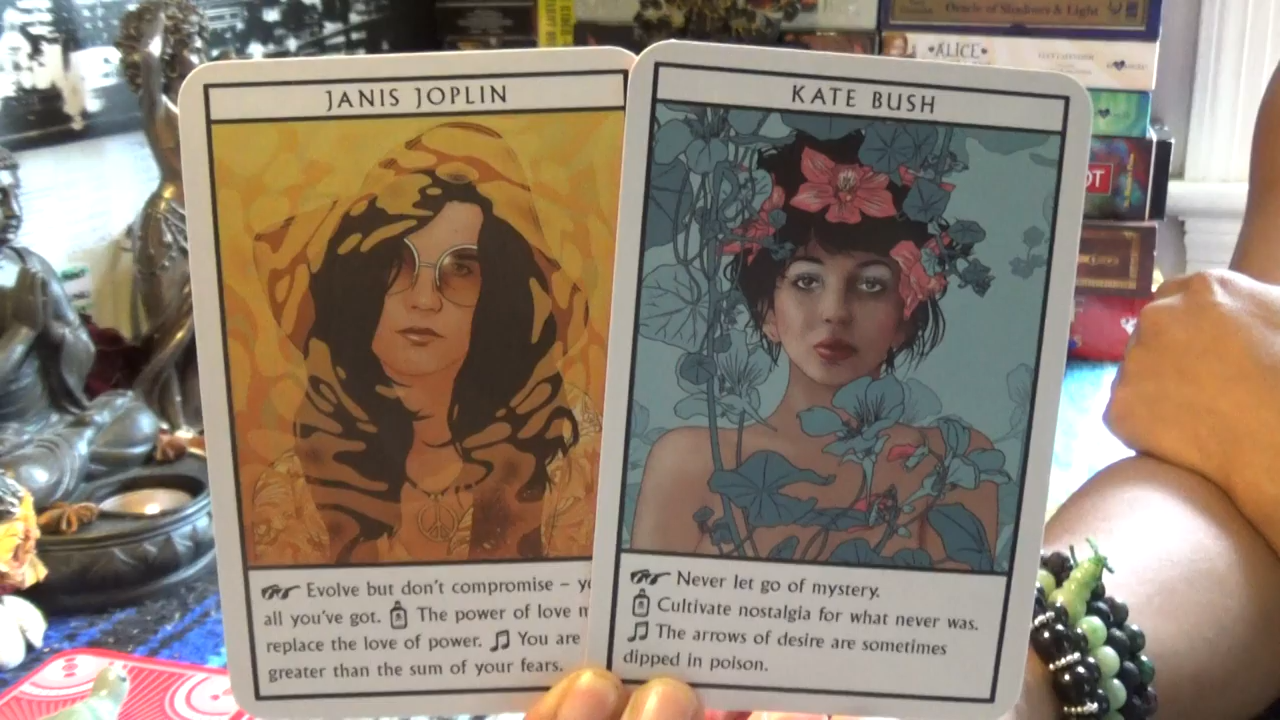 JANIS JOPLIN
Evolve but don't compromise –
all you've got. The power of love
replace the love of power. You are
greater than the sum of your fears.
KATE BUSH
Never let go of mystery.
Cultivate nostalgia for what never was.
The arrows of desire are sometimes
dipped in poison.
Oracle of Shadows & Light
ALICE